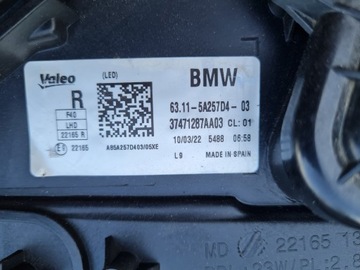 Valeo
(LED)
BMW
R
63.11-5A257D4-03
F40
LHD
37471287AA03 CL:01
22165 R
10/03/22 5488 06:58
22165
A65A257D403/05XE
L9 MADE IN SPAIN
MD
22165